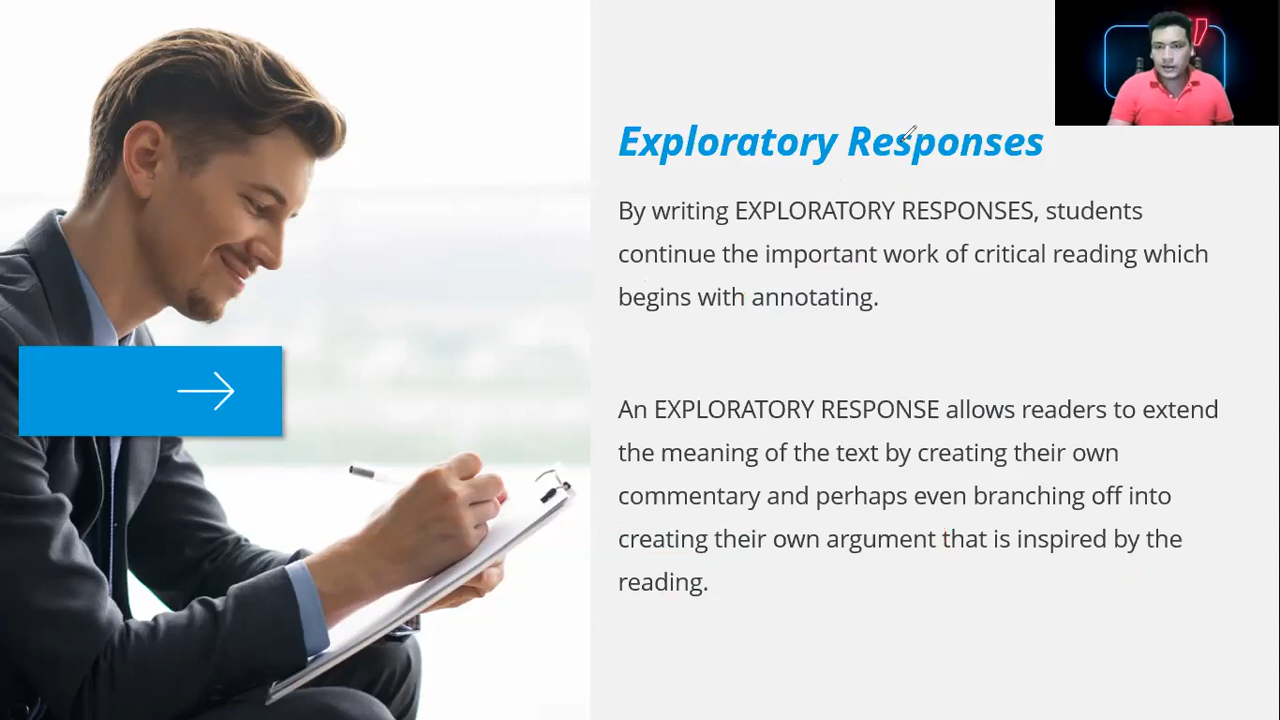 Exploratory Responses
By writing EXPLORATORY RESPONSES, students
continue the important work of critical reading which
begins with annotating.
An EXPLORATORY RESPONSE allows readers to extend
the meaning of the text by creating their own
commentary and perhaps even branching off into
creating their own argument that is inspired by the
reading.